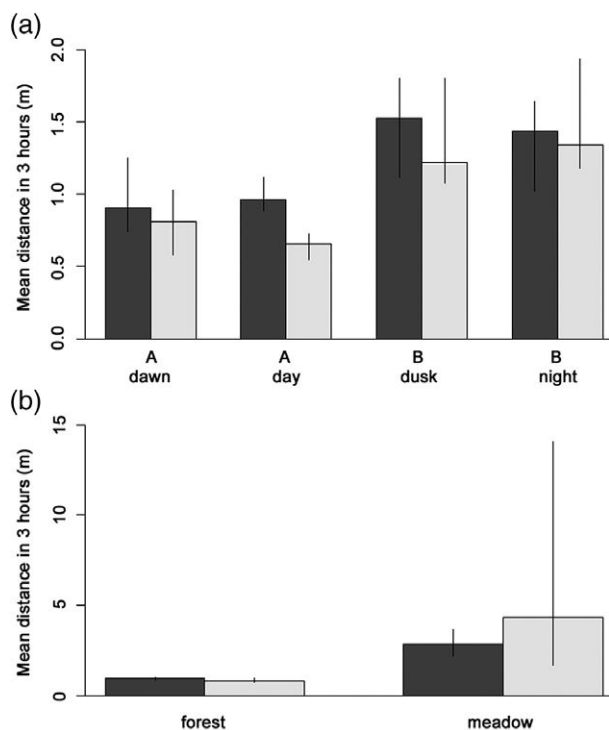 (a)
Mean distance in 3 hours (m)
2.0
1.5
1.0
0.5
0.0
A A B B
dawn day dusk night
(b)
Mean distance in 3 hours (m)
15
10
5
0
forest meadow